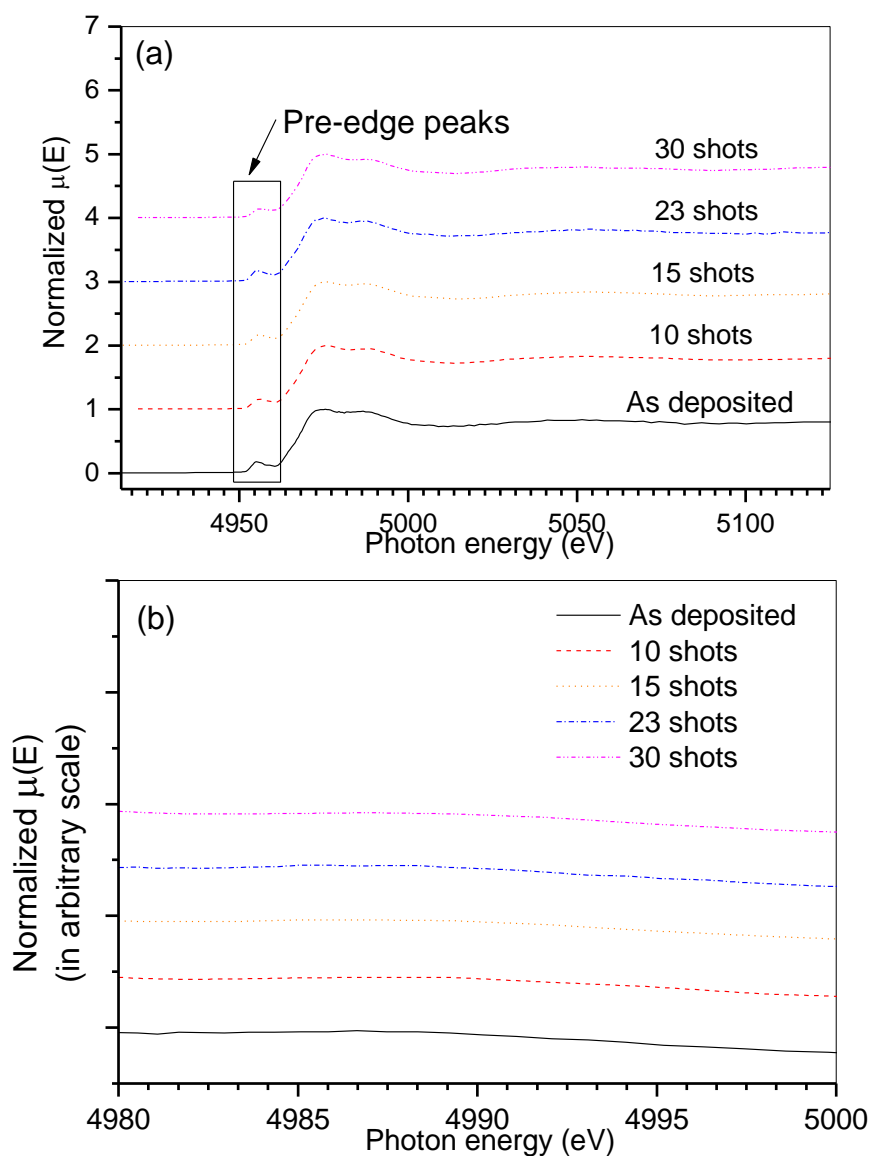 (a)
Pre-edge peaks
30 shots
23 shots
15 shots
10 shots
As deposited
7
6
5
4
3
2
1
0
Normalized μ(E)
4950 5000 5050 5100
Photon energy (eV)
(b)
As deposited
10 shots
15 shots
23 shots
30 shots
Normalized μ(E)
(in arbitrary scale)
4980 4985 4990 4995 5000
Photon energy (eV)